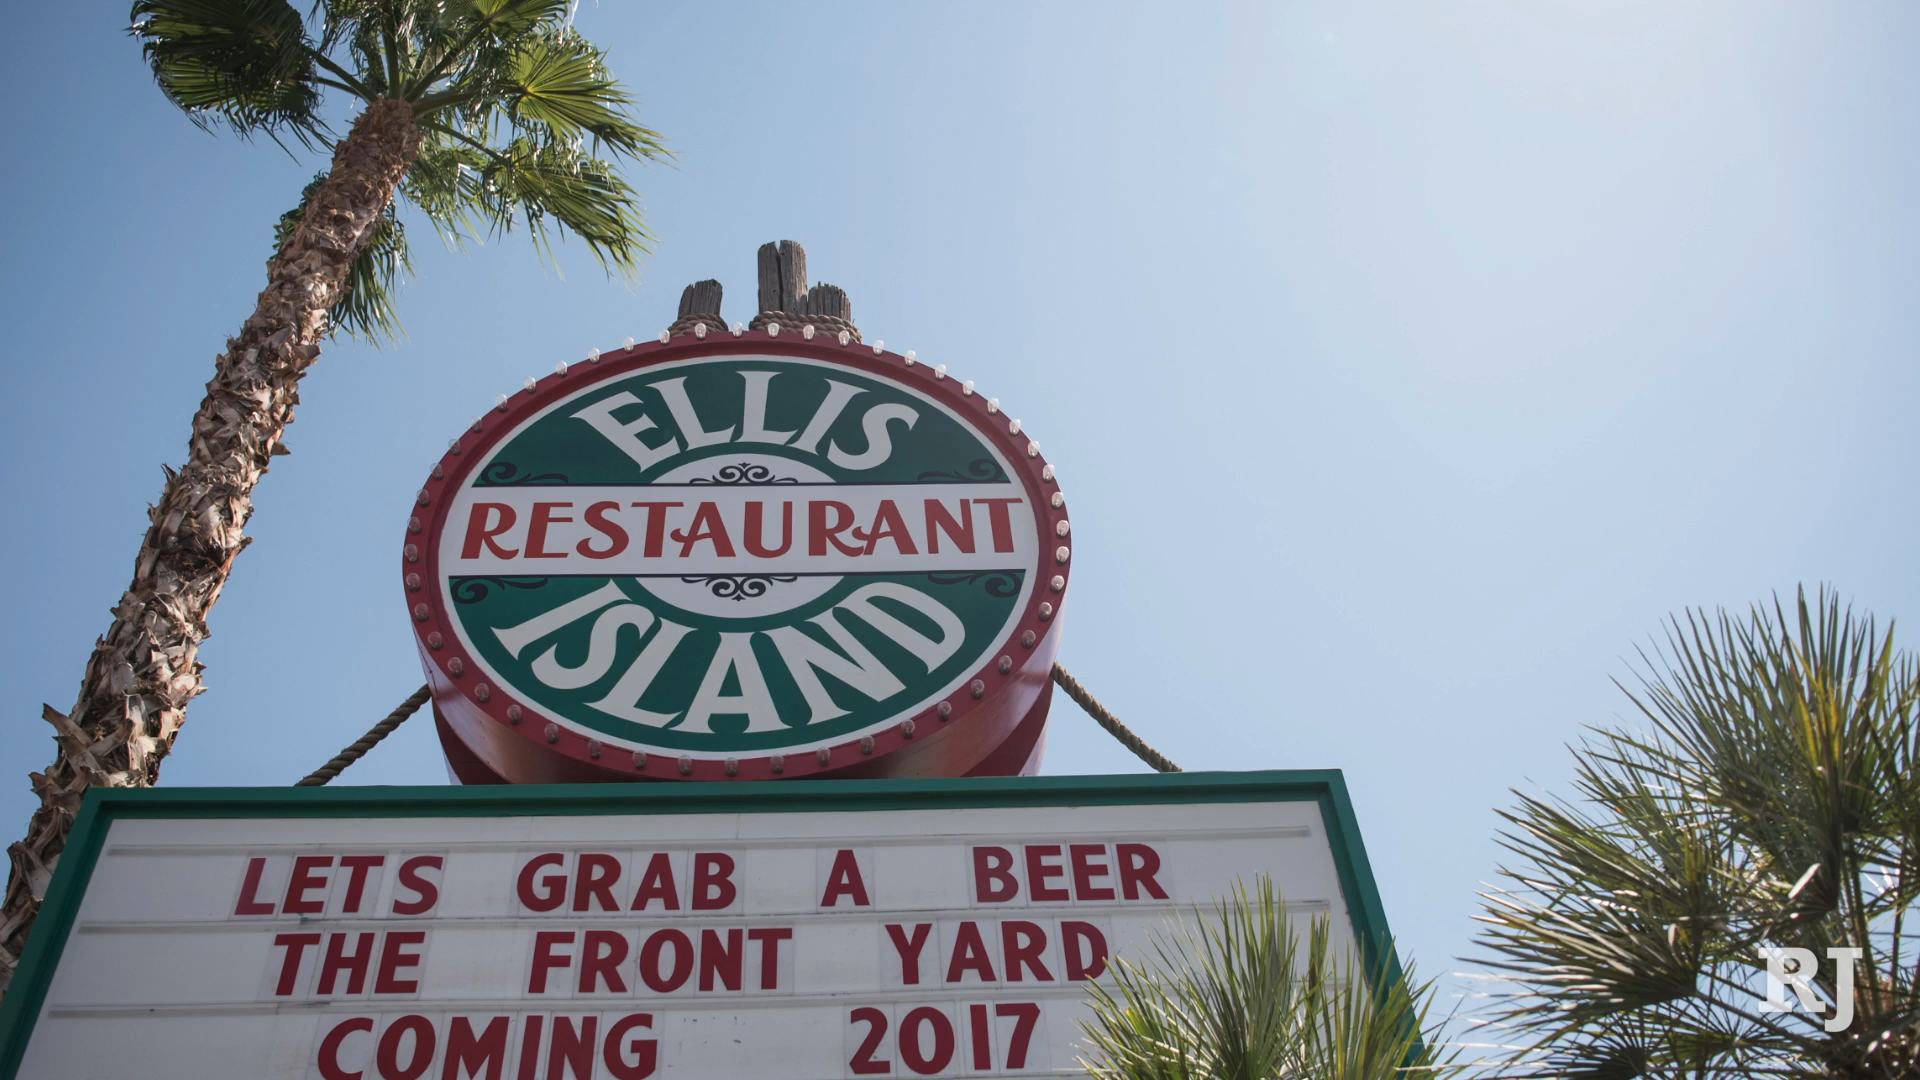 ELLIS
RESTAURANT
ISLAND
LETS GRAB A BEER
THE FRONT YARD
COMING 2017
RJ